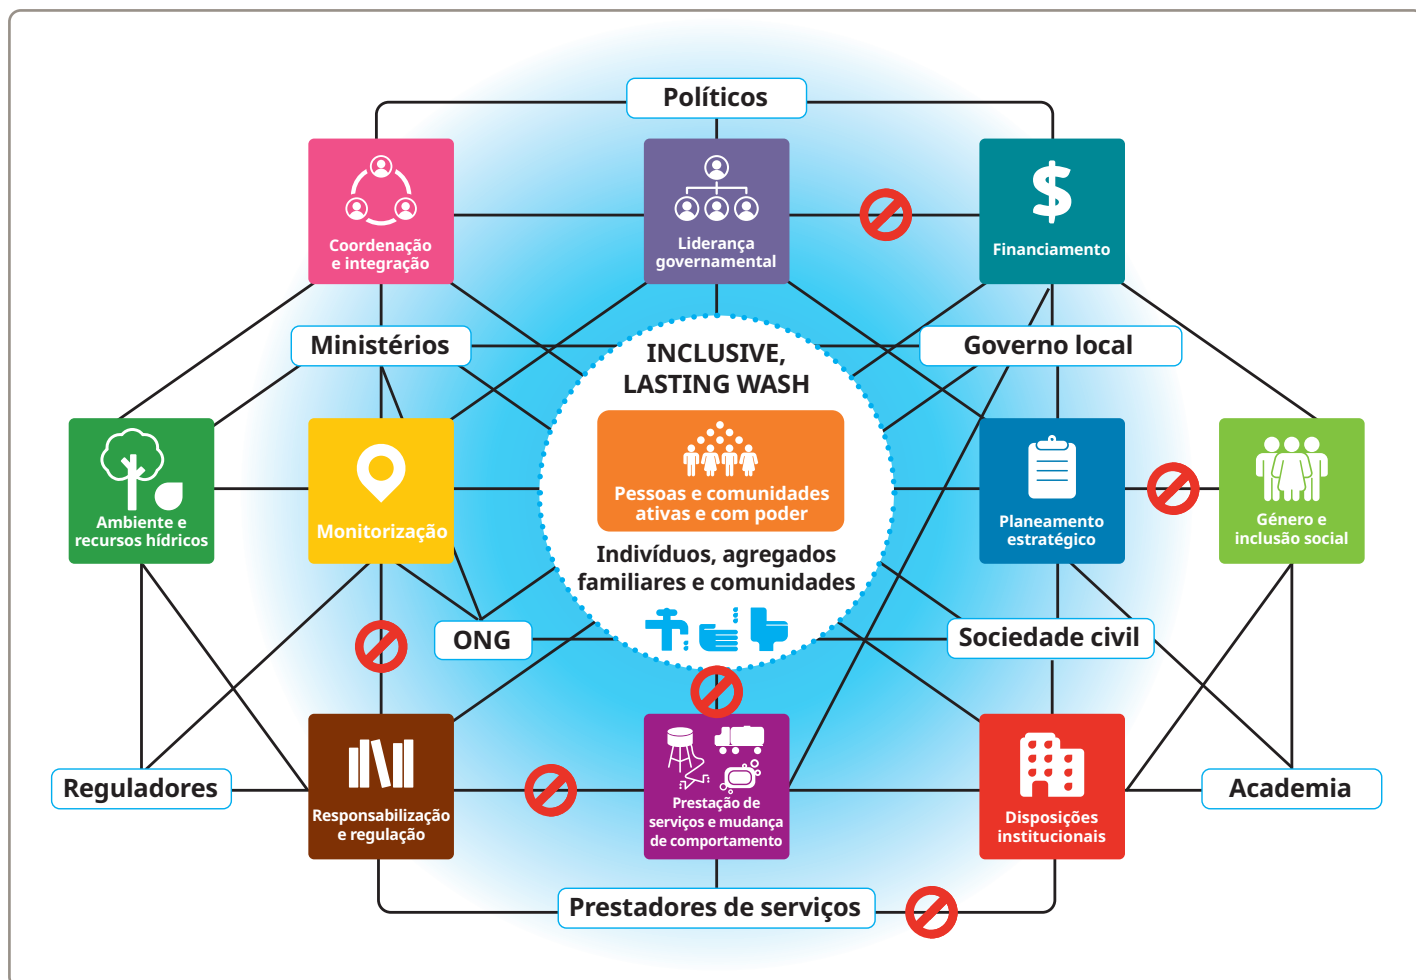 Políticos
Coordenação
e integração
Liderança
governamental
$
Financiamento
Ministérios
Governo local
INCLUSIVE,
LASTING WASH
Pessoas e comunidades
ativas e com poder
Indivíduos, agregados
familiares e comunidades
Ambiente e
recursos hídricos
Monitorização
Planeamento
estratégico
Género e
inclusão social
ONG
Sociedade civil
Reguladores
Responsabilização
e regulação
Prestação de
serviços e mudança
de comportamento
Disposições
institucionais
Academia
Prestadores de serviços